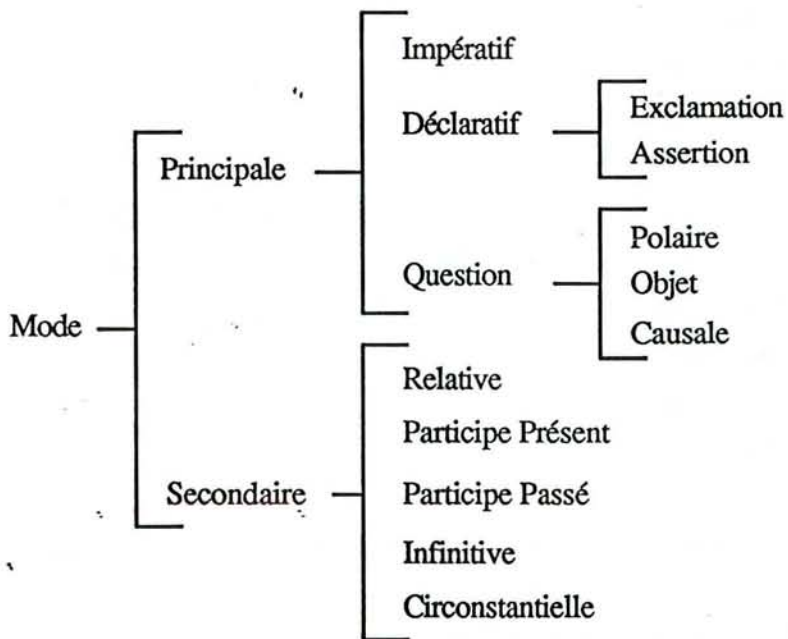 Mode
Principale
Impératif
Déclaratif
Exclamation
Assertion
Question
Polaire
Objet
Causale
Secondaire
Relative
Participe Présent
Participe Passé
Infinitive
Circonstantielle